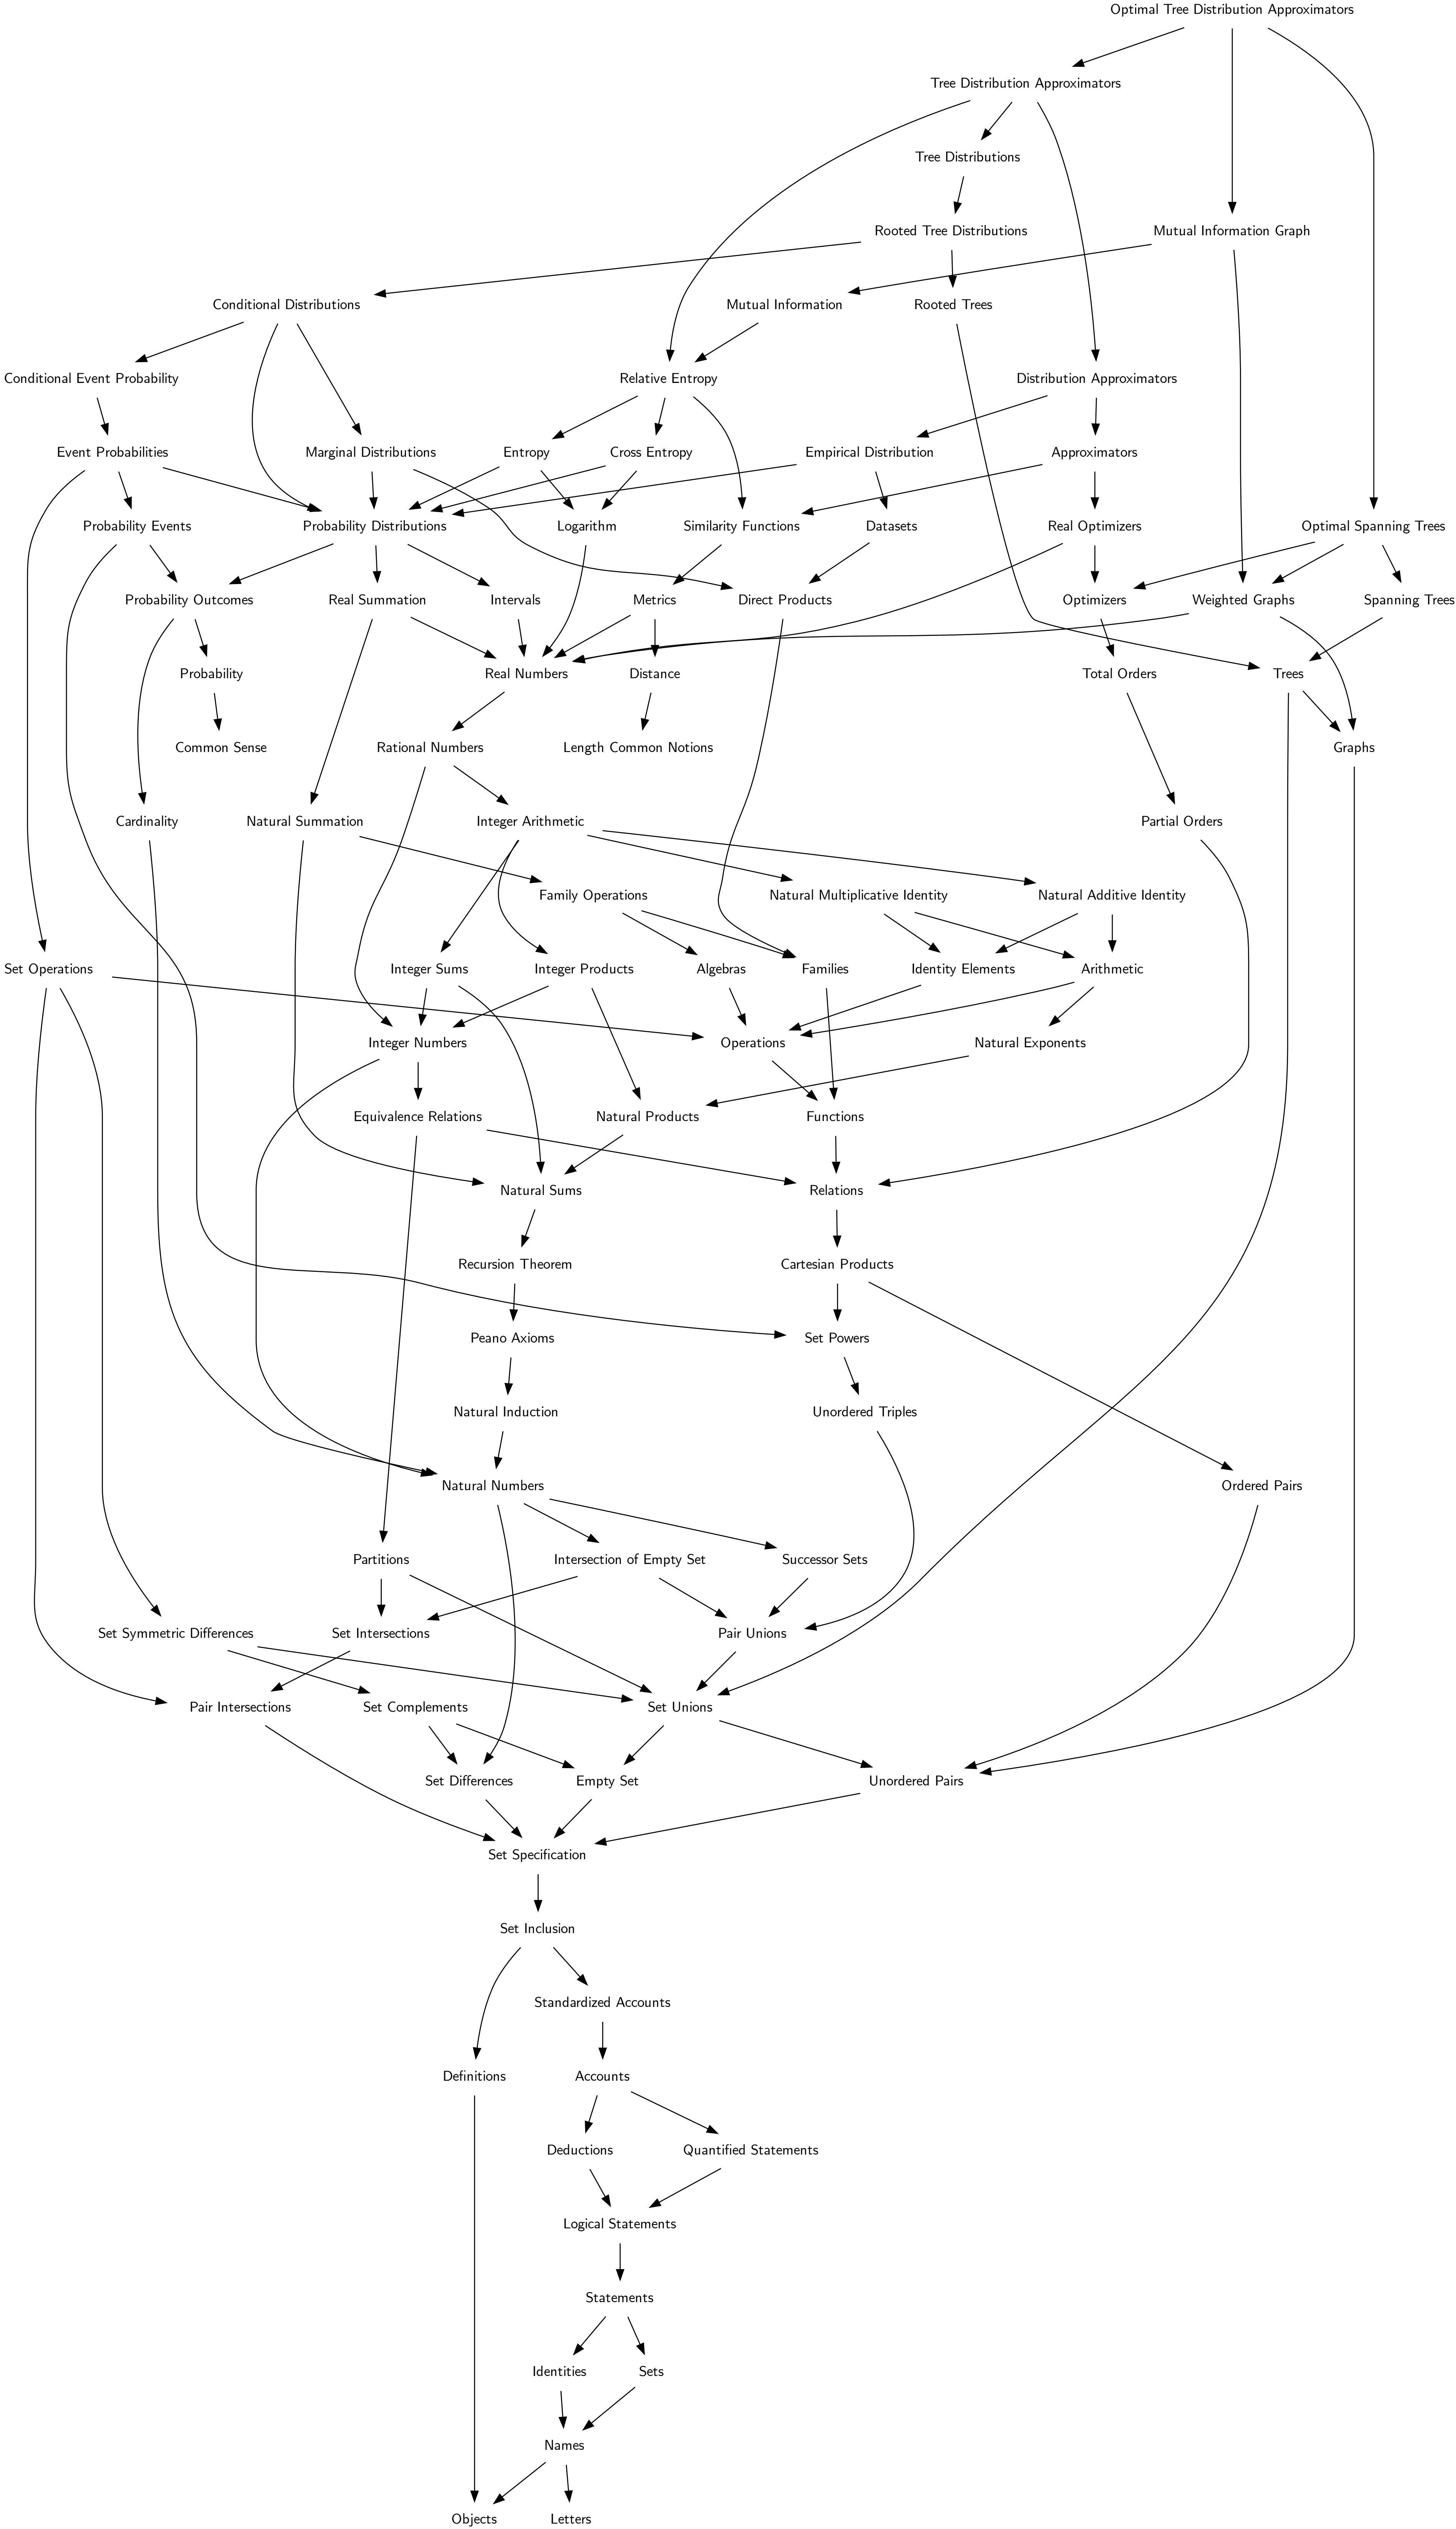 Optimal Tree Distribution Approximators
Tree Distribution Approximators
Tree Distributions
Rooted Tree Distributions
Mutual Information Graph
Conditional Distributions
Mutual Information
Rooted Trees
Conditional Event Probability
Relative Entropy
Distribution Approximators
Event Probabilities
Marginal Distributions
Entropy
Cross Entropy
Empirical Distribution
Approximators
Probability Events
Probability Distributions
Logarithm
Similarity Functions
Datasets
Real Optimizers
Optimal Spanning Trees
Probability Outcomes
Real Summation
Intervals
Metrics
Direct Products
Optimizers
Weighted Graphs
Spanning Trees
Probability
Real Numbers
Distance
Total Orders
Trees
Common Sense
Rational Numbers
Length Common Notions
Graphs
Cardinality
Natural Summation
Integer Arithmetic
Partial Orders
Family Operations
Natural Multiplicative Identity
Natural Additive Identity
Set Operations
Integer Sums
Integer Products
Algebras
Families
Identity Elements
Arithmetic
Integer Numbers
Operations
Natural Exponents
Equivalence Relations
Natural Products
Functions
Natural Sums
Relations
Recursion Theorem
Cartesian Products
Peano Axioms
Set Powers
Natural Induction
Unordered Triples
Natural Numbers
Ordered Pairs
Partitions
Intersection of Empty Set
Successor Sets
Set Symmetric Differences
Set Intersections
Pair Unions
Pair Intersections
Set Complements
Set Unions
Set Differences
Empty Set
Unordered Pairs
Set Specification
Set Inclusion
Standardized Accounts
Definitions
Accounts
Deductions
Quantified Statements
Logical Statements
Statements
Identities
Sets
Names
Objects
Letters